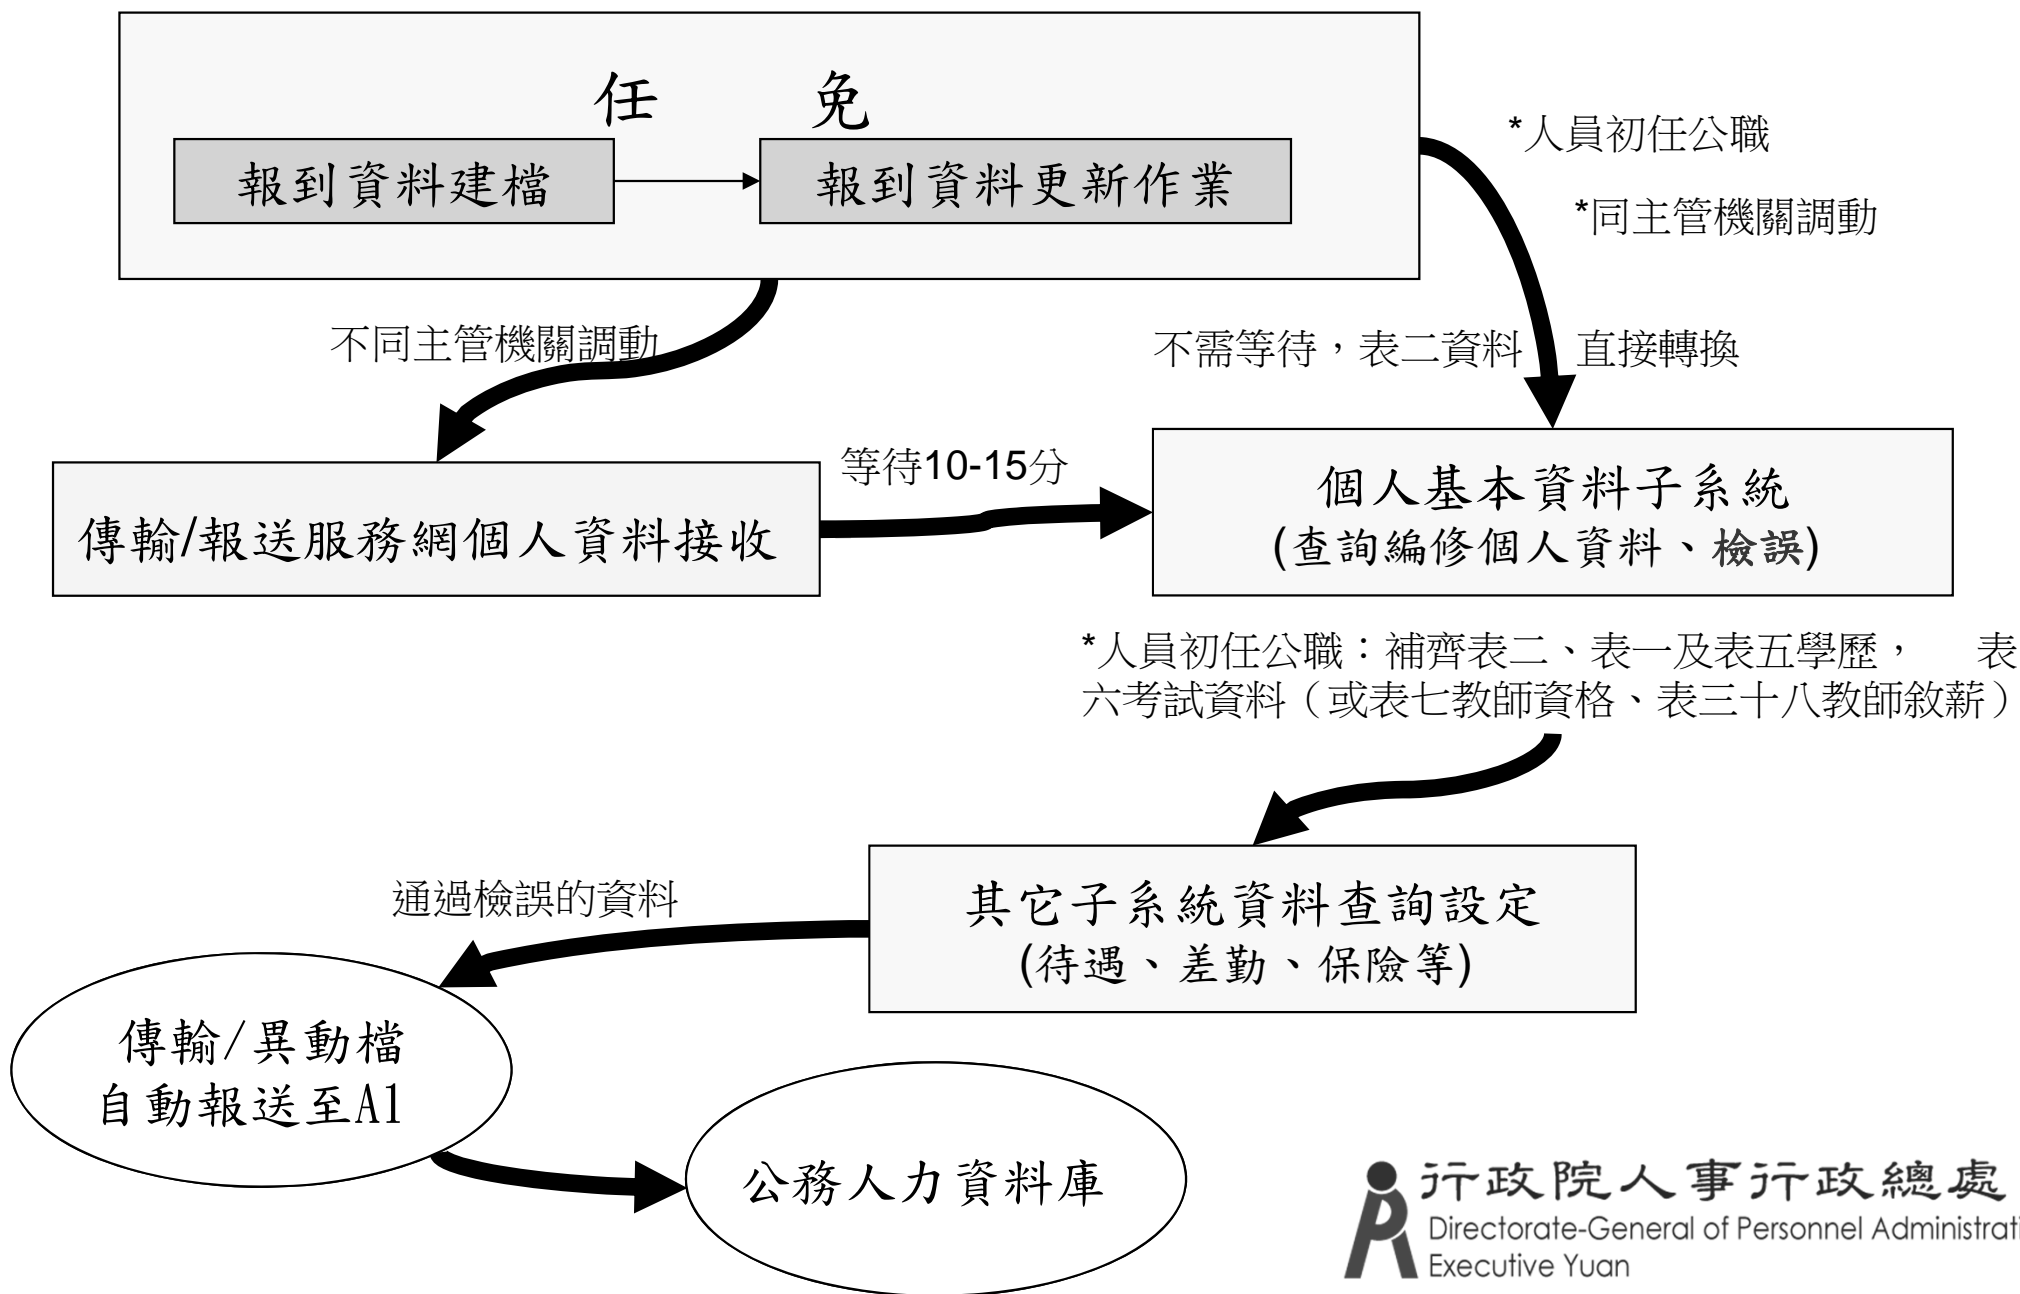 任 免
報到資料建檔
報到資料更新作業
*人員初任公職
*同主管機關調動
不同主管機關調動
不需等待，表二資料 直接轉換
等待10-15分
傳輸/報送服務網個人資料接收
個人基本資料子系統
(查詢編修個人資料、檢誤)
*人員初任公職：補齊表二、表一及表五學歷， 表
六考試資料（或表七教師資格、表三十八教師敘薪）
通過檢誤的資料
其它子系統資料查詢設定
(待遇、差勤、保險等)
傳輸/異動檔
自動報送至A1
公務人力資料庫
行政院人事行政總處
Directorate-General of Personnel Administrati
Executive Yuan